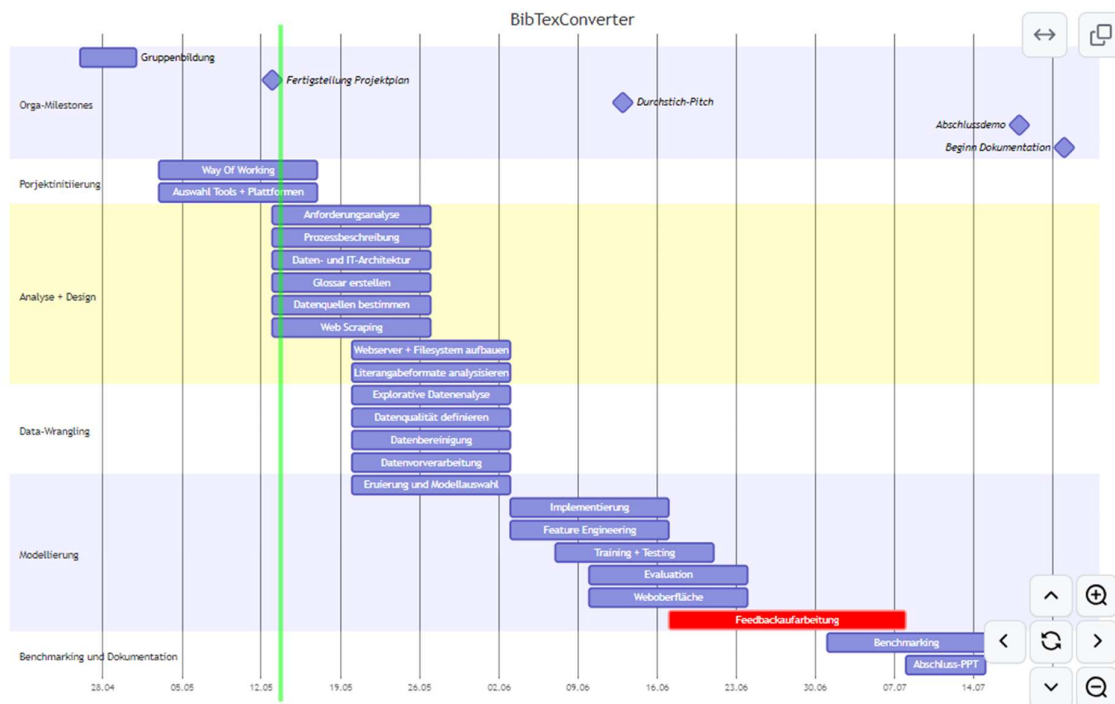 BibTexConverter
Gruppenbildung
Fertigstellung Projektplan
Orga-Milestones
Durchstich-Pitch
Abschlussdemo
Beginn Dokumentation
Porjektinitiierung
Way Of Working
Auswahl Tools + Plattformen
Analyse + Design
Anforderungsanalyse
Prozessbeschreibung
Daten- und IT-Architektur
Glossar erstellen
Datenquellen bestimmen
Web Scraping
Webserver + Filesystem aufbauen
Literangabeformate analysisieren
Data-Wrangling
Explorative Datenenalyse
Datenqualität definieren
Datenbereinigung
Datenvorverarbeitung
Modellierung
Eruierung und Modellauswahl
Implementierung
Feature Engineering
Training + Testing
Evaluation
Weboberfläche
Feedbackaufarbeitung
Benchmarking und Dokumentation
Benchmarking
Abschluss-PPT
28.04 05.05 12.05 19.05 26.05 02.06 09.06 16.06 23.06 30.06 07.07 14.07